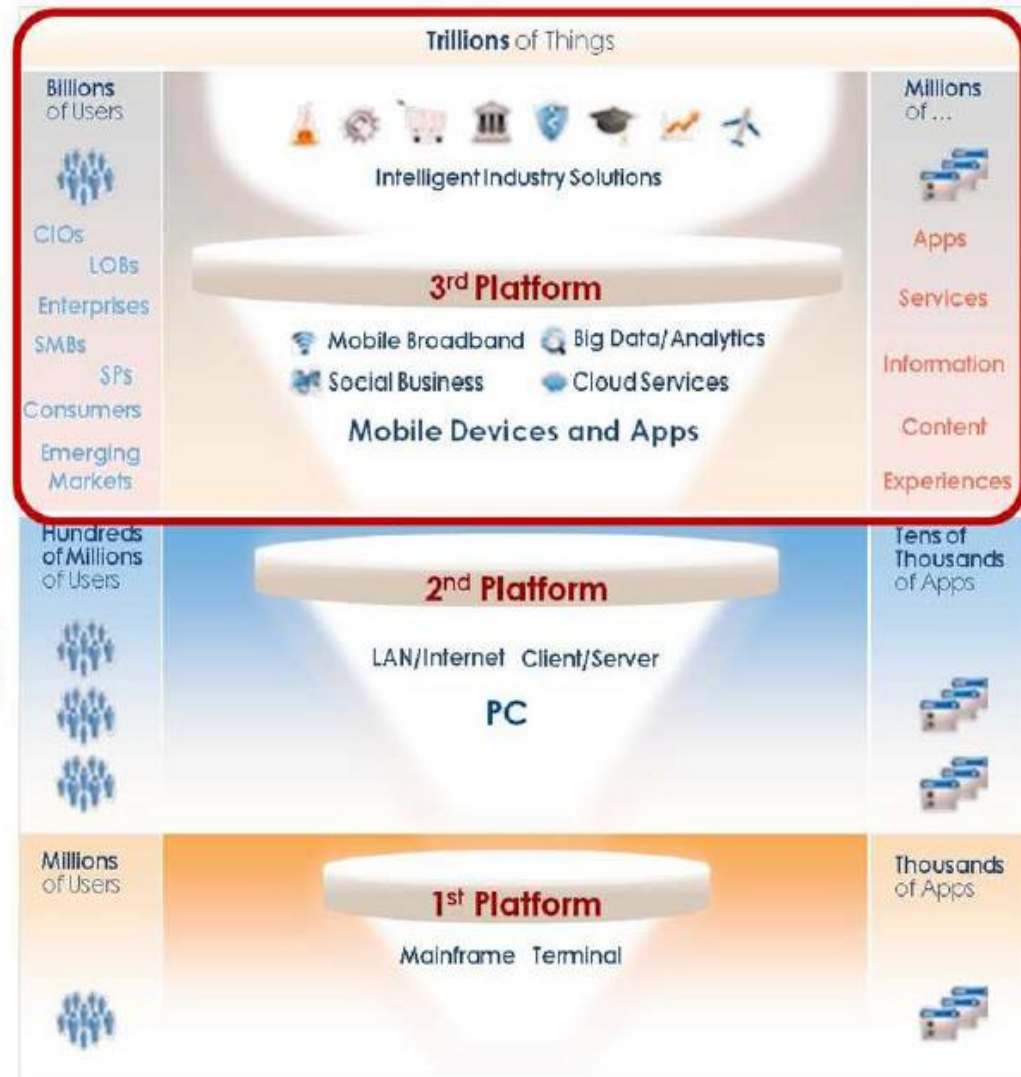 Trillions of Things
Billions
of Users
Millions
of ...
Intelligent Industry Solutions
CIOs
LOBs
Enterprises
SMBs
SPs
Consumers
Emerging
Markets
3rd Platform
Mobile Broadband Big Data/Analytics
Social Business Cloud Services
Mobile Devices and Apps
Apps
Services
Information
Content
Experiences
Hundreds
of Millions
of Users
2nd Platform
LAN/Internet Client/Server
PC
Tens of
Thousands
of Apps
Millions
of Users
1st Platform
Mainframe Terminal
Thousands
of Apps